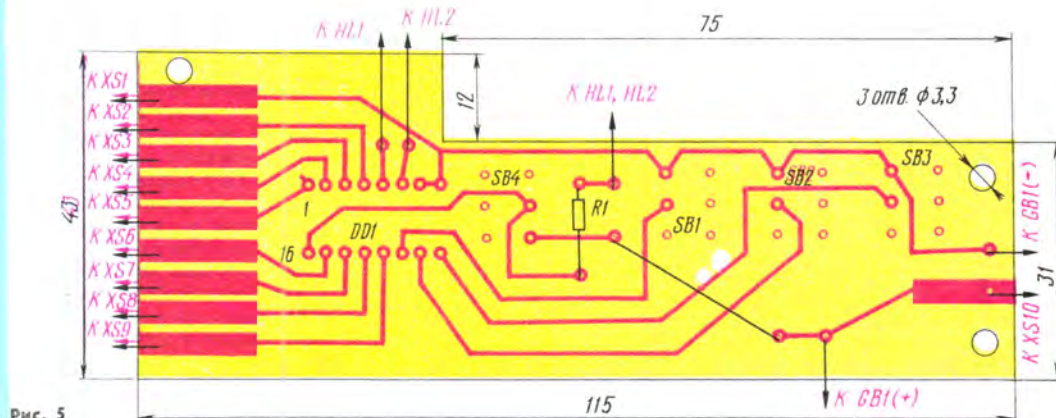 К HL1
К HL2
75
К XS1
К XS2
К XS3
К XS4
К XS5
К XS6
К XS7
К XS8
К XS9
43
12
К HL1, HL2
3 отв. ф3,3
1
16
DD1
SB4
R1
SB1
SB2
SB3
К GB1(-)
31
К XS10
К GB1(+)
115
Рис. 5